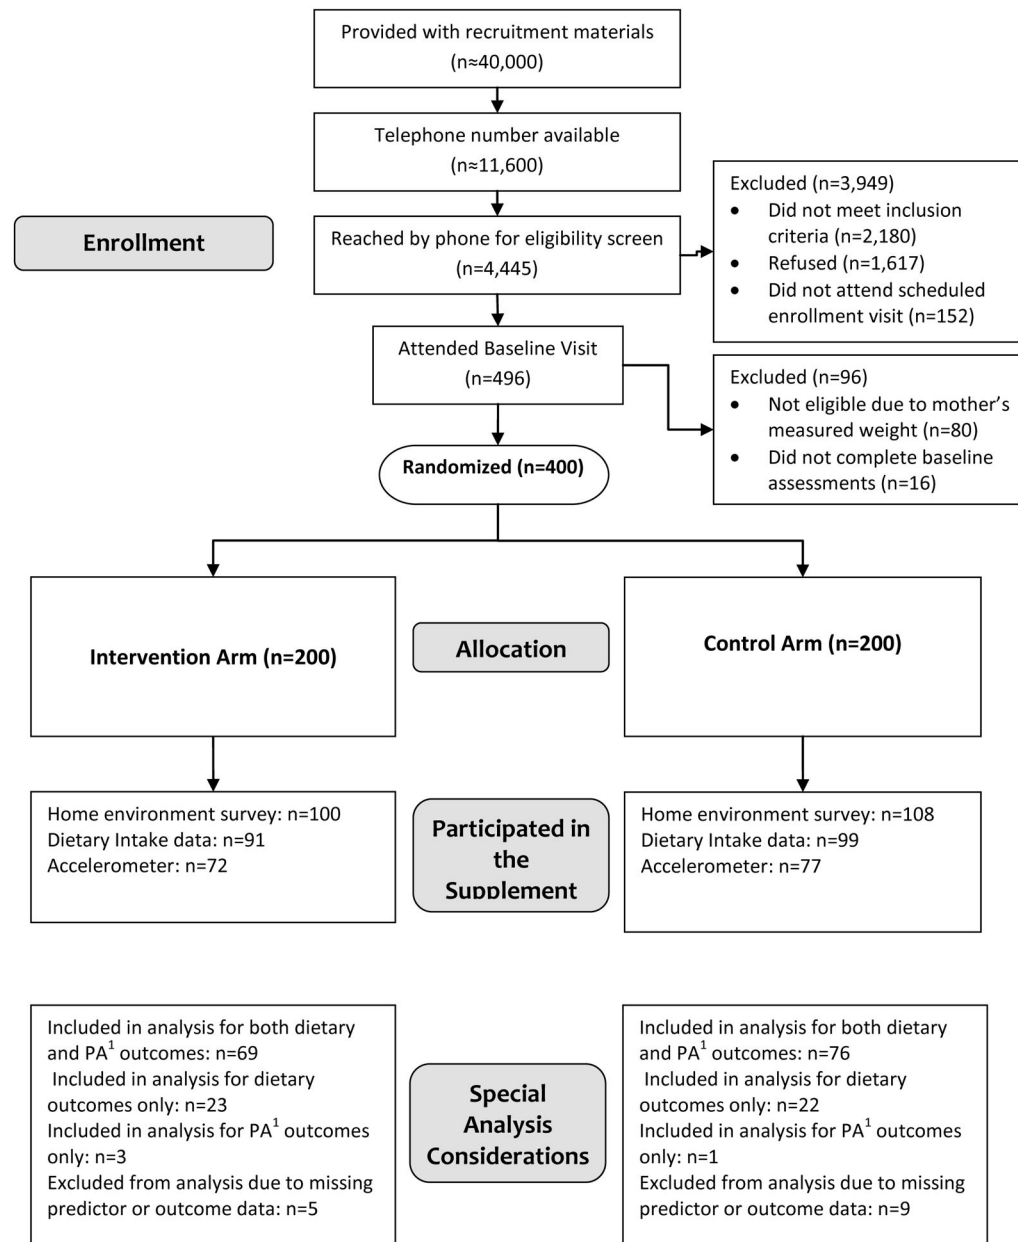 Provided with recruitment materials
(n≈40,000)
Telephone number available
(n≈11,600)
Enrollment
Reached by phone for eligibility screen
(n=4,445)
Excluded (n=3,949)
• Did not meet inclusion
criteria (n=2,180)
• Refused (n=1,617)
• Did not attend scheduled
enrollment visit (n=152)
Attended Baseline Visit
(n=496)
Excluded (n=96)
• Not eligible due to mother’s
measured weight (n=80)
• Did not complete baseline
assessments (n=16)
Randomized (n=400)
Intervention Arm (n=200)
Allocation
Control Arm (n=200)
Home environment survey: n=100
Dietary Intake data: n=91
Accelerometer: n=72
Participated in
the
Supplement
Home environment survey: n=108
Dietary Intake data: n=99
Accelerometer: n=77
Included in analysis for both dietary
and PA¹ outcomes: n=69
Included in analysis for dietary
outcomes only: n=23
Included in analysis for PA¹ outcomes
only: n=3
Excluded from analysis due to missing
predictor or outcome data: n=5
Special
Analysis
Considerations
Included in analysis for both dietary
and PA¹ outcomes: n=76
Included in analysis for dietary
outcomes only: n=22
Included in analysis for PA¹ outcomes
only: n=1
Excluded from analysis due to missing
predictor or outcome data: n=9